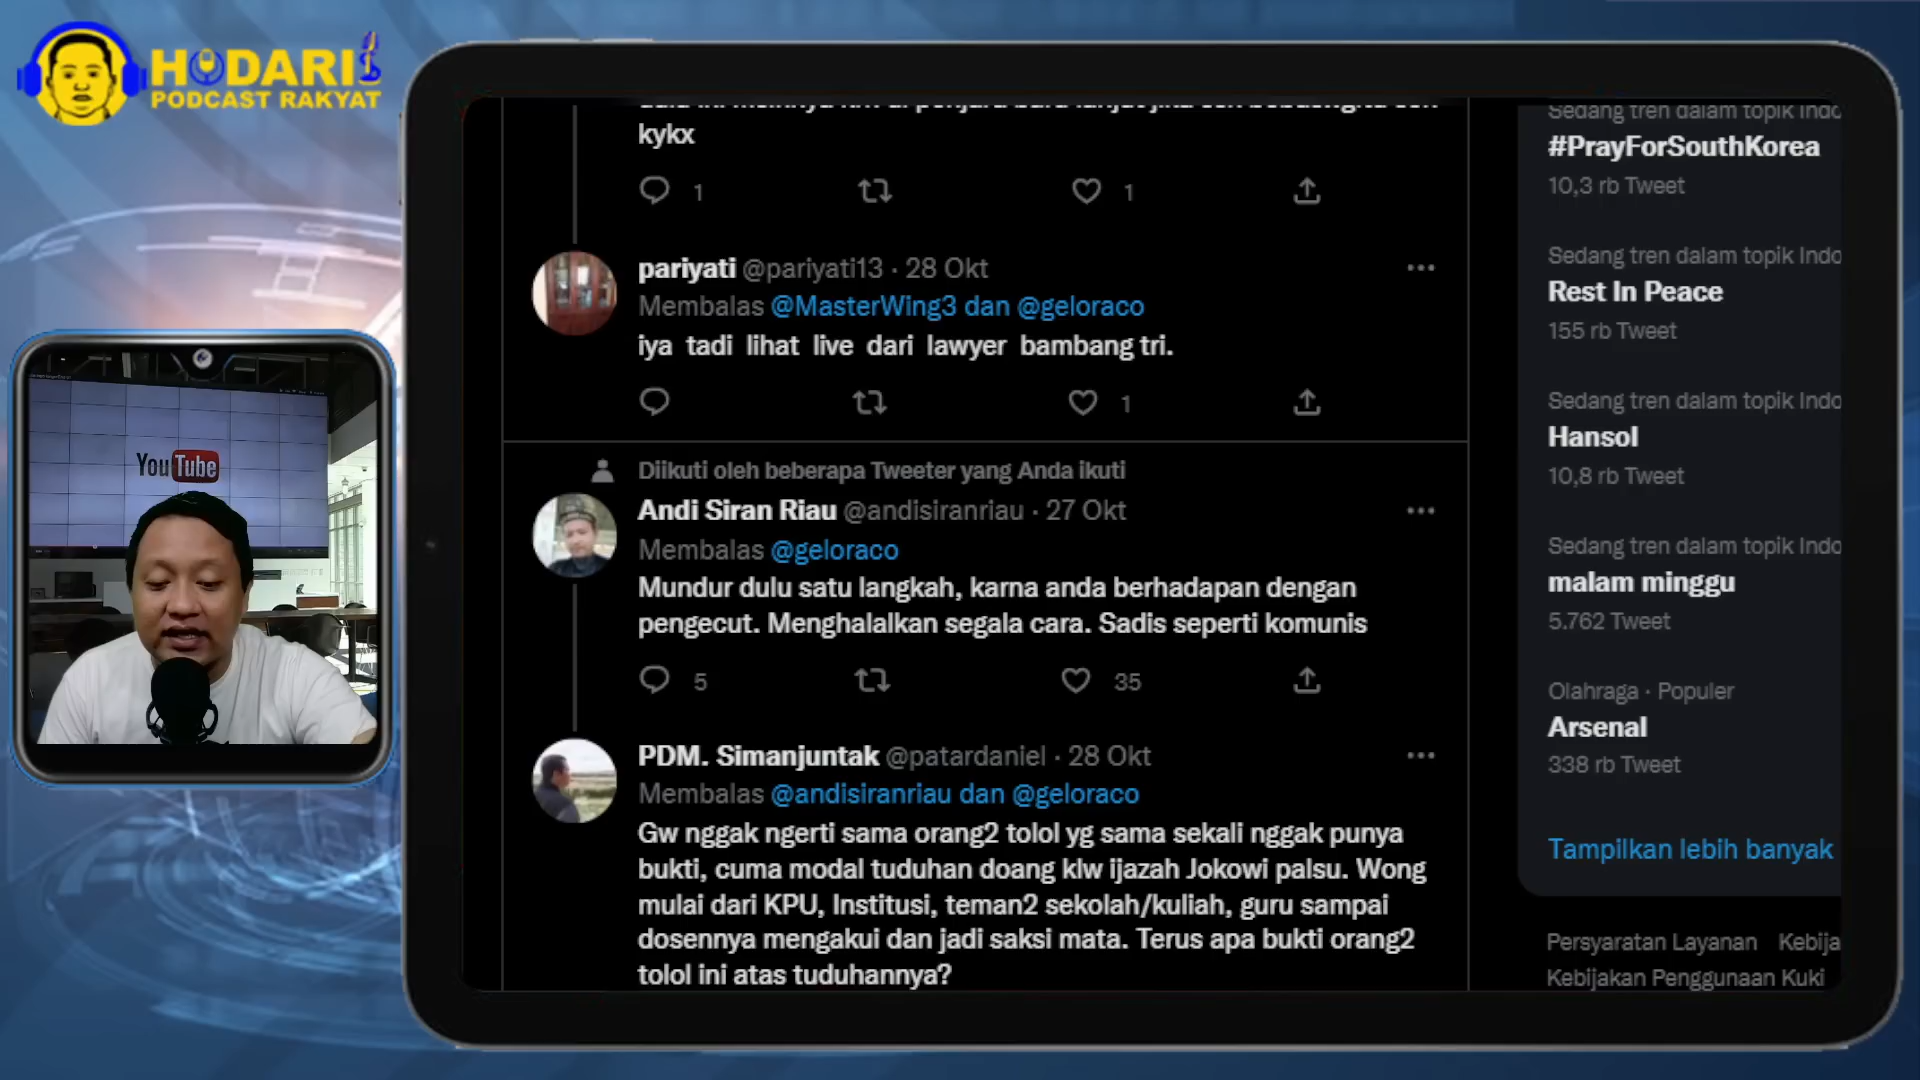 HODARI
PODCAST RAKYAT
YouTube
kykx
1
1
pariyati @pariyati13 · 28 Okt
Membalas @MasterWing3 dan @geloraco
iya tadi lihat live dari lawyer bambang tri.
1
Diikuti oleh beberapa Tweeter yang Anda ikuti
Andi Siran Riau @andisiranriau · 27 Okt
Membalas @geloraco
Mundur dulu satu langkah, karna anda berhadapan dengan
pengecut. Menghalalkan segala cara. Sadis seperti komunis
5
35
PDM. Simanjuntak @patardaniel · 28 Okt
Membalas @andisiranriau dan @geloraco
Gw nggak ngerti sama orang2 tolol yg sama sekali nggak punya
bukti, cuma modal tuduhan doang klw ijazah Jokowi palsu. Wong
mulai dari KPU, Institusi, teman2 sekolah/kuliah, guru sampai
dosennya mengakui dan jadi saksi mata. Terus apa bukti orang2
tolol ini atas tuduhannya?
Sedang tren dalam topik Indo
#PrayForSouthKorea
10,3 rb Tweet
Sedang tren dalam topik Indo
Rest In Peace
155 rb Tweet
Sedang tren dalam topik Indo
Hansol
10,8 rb Tweet
Sedang tren dalam topik Indo
malam minggu
5.762 Tweet
Olahraga · Populer
Arsenal
338 rb Tweet
Tampilkan lebih banyak
Persyaratan Layanan Kebija
Kebijakan Penggunaan Kuki